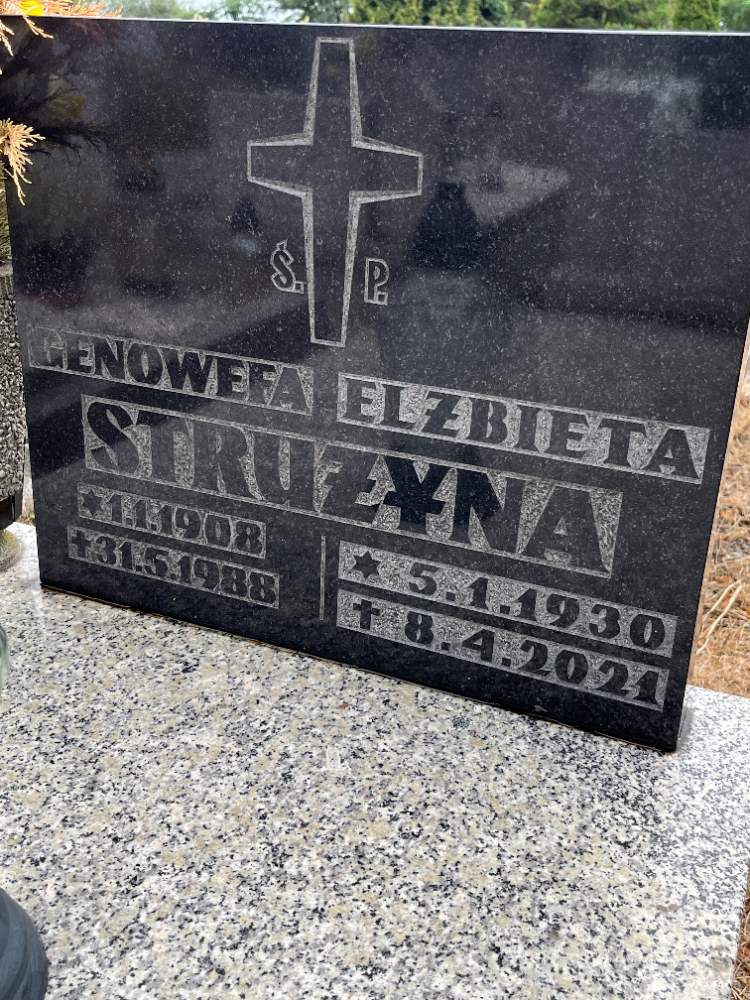 Ś. P.
GENOWEFA ELŻBIETA
STRUŻYNA
★1.1.1908 ★ 5.1.1930
✝31.5.1988 ✝ 8.4.2021